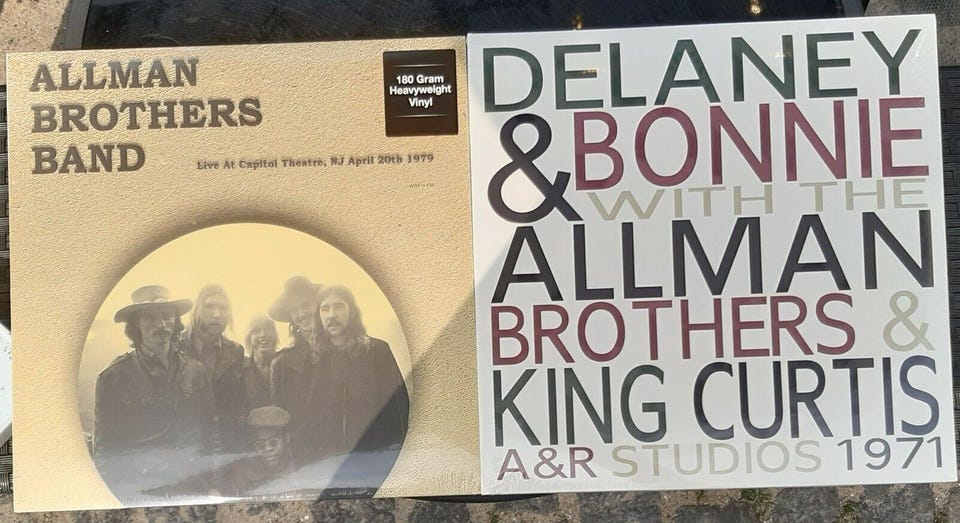 ALLMAN
BROTHERS
BAND
Live At Capitol Theatre, NJ April 20th 1979
180 Gram
Heavyweight
Vinyl
DELANEY
& BONNIE
WITH THE
ALLMAN
BROTHERS &
KING CURTIS
A&R STUDIOS 1971